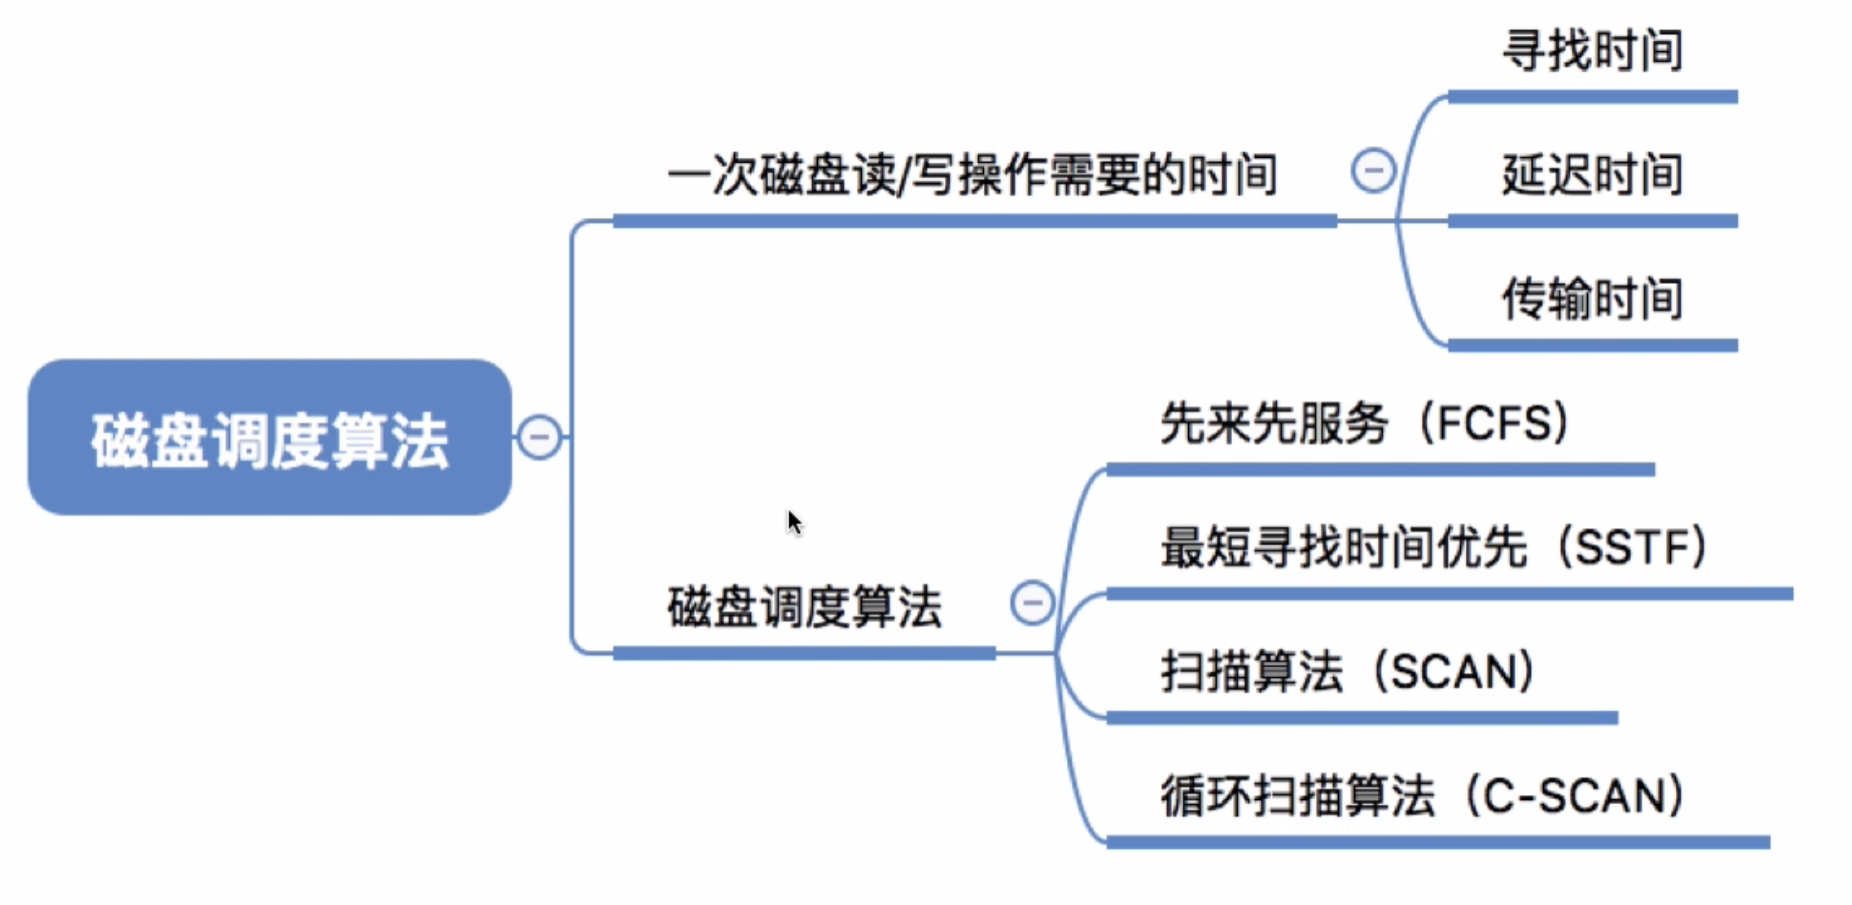 磁盘调度算法
一次磁盘读/写操作需要的时间
寻找时间
延迟时间
传输时间
磁盘调度算法
先来先服务（FCFS）
最短寻找时间优先（SSTF）
扫描算法（SCAN）
循环扫描算法（C-SCAN）